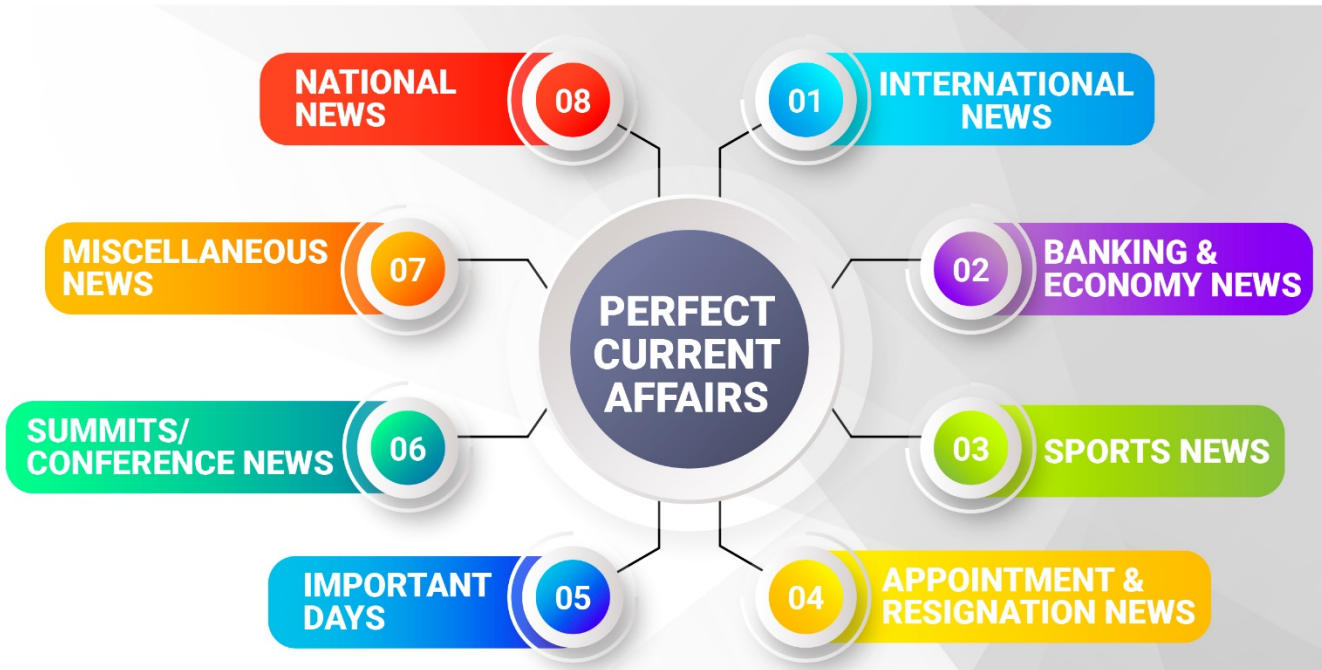 PERFECT
CURRENT
AFFAIRS
01
INTERNATIONAL
NEWS
02
BANKING &
ECONOMY NEWS
03
SPORTS NEWS
04
APPOINTMENT &
RESIGNATION NEWS
05
IMPORTANT
DAYS
06
SUMMITS/
CONFERENCE NEWS
07
MISCELLANEOUS
NEWS
08
NATIONAL
NEWS